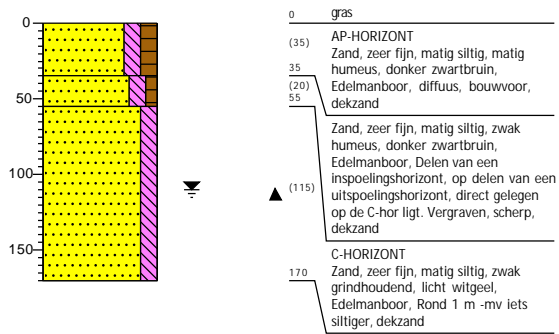 0
50
100
150
0
(35)
35
(20)
55
(115)
170
gras
AP-HORIZONT
Zand, zeer fijn, matig siltig, matig
humeus, donker zwartbruin,
Edelmanboor, diffuus, bouwvoor,
dekzand
Zand, zeer fijn, matig siltig, zwak
humeus, donker zwartbruin,
Edelmanboor, Delen van een
inspoelingshorizont, op delen van een
uitspoelingshorizont, direct gelegen
op de C-hor ligt. Vergraven, scherp,
dekzand
C-HORIZONT
Zand, zeer fijn, matig siltig, zwak
grindhoudend, licht witgeel,
Edelmanboor, Rond 1 m -mv iets
siltiger, dekzand